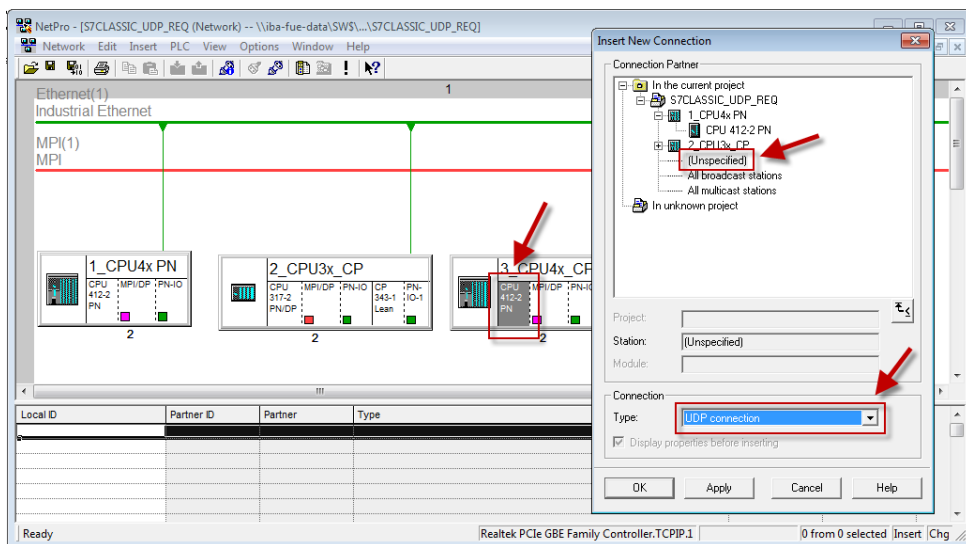 NetPro - [S7CLASSIC_UDP_REQ (Network) -- \\iba-fue-data\SW$\...\S7CLASSIC_UDP_REQ]
Network Edit Insert PLC View Options Window Help
Ethernet(1)
Industrial Ethernet
1
MPI(1)
MPI
1_CPU4x PN
CPU 412-2 PN
MPI/DP
PN-IO
2
2_CPU3x_CP
CPU 317-2 PN/DP
MPI/DP
PN-IO
CP 343-1 Lean
PN-IO-1
2
3_CPU4x_CP
CPU 412-2 PN
MPI/DP
PN-IO
2
Local ID
Partner ID
Partner
Type
Ready
Realtek PCIe GBE Family Controller.TCPIP.1
0 from 0 selected
Insert
Chg
Insert New Connection
Connection Partner
In the current project
S7CLASSIC_UDP_REQ
1_CPU4x PN
CPU 412-2 PN
2_CPU3x_CP
(Unspecified)
All broadcast stations
All multicast stations
In unknown project
Project:
Station: (Unspecified)
Module:
Connection
Type: UDP connection
Display properties before inserting
OK
Apply
Cancel
Help